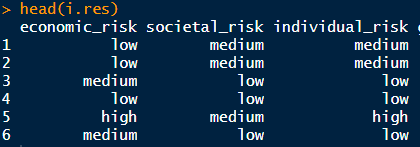 > head(i.res)
economic_risk societal_risk individual_risk
1 low medium medium
2 low medium medium
3 medium low low
4 low low low
5 high medium high
6 medium low low